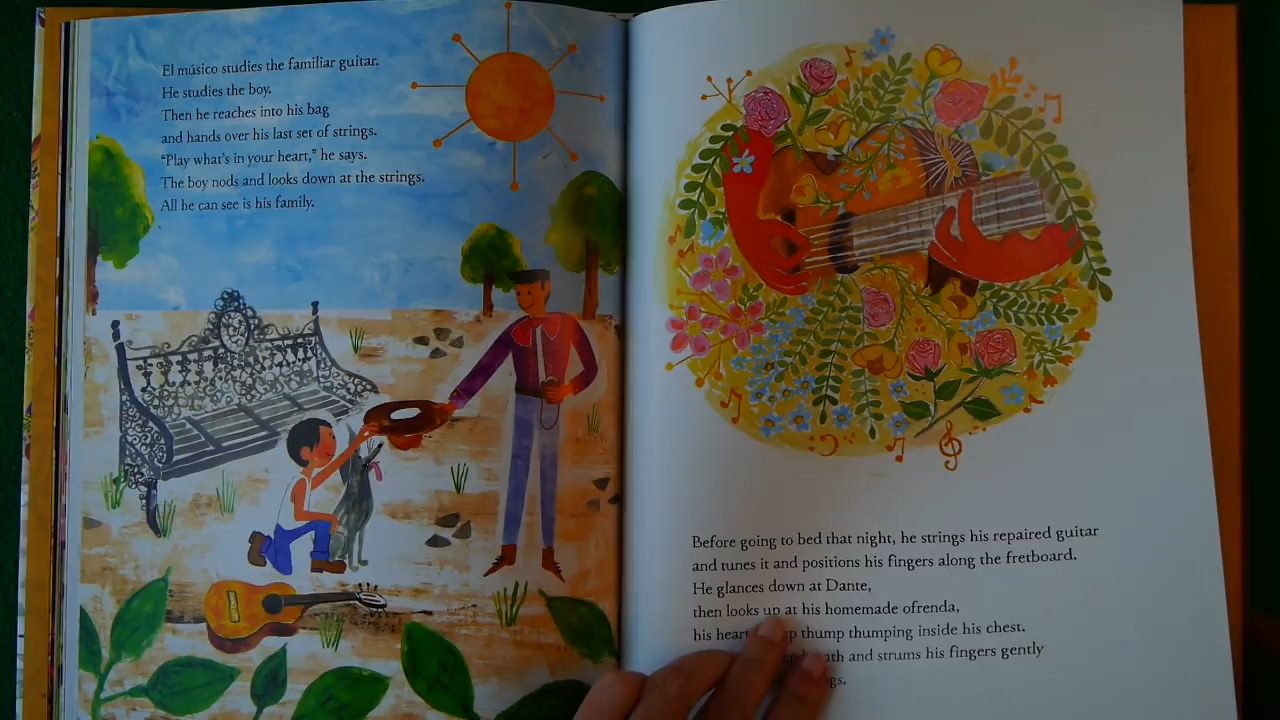 El músico studies the familiar guitar.
He studies the boy.
Then he reaches into his bag
and hands over his last set of strings.
“Play what’s in your heart,” he says.
The boy nods and looks down at the strings.
All he can see is his family.
Before going to bed that night, he strings his repaired guitar
and tunes it and positions his fingers along the fretboard.
He glances down at Dante,
then looks up at his homemade ofrenda,
his heart thump thumping inside his chest.
and strums his fingers gently